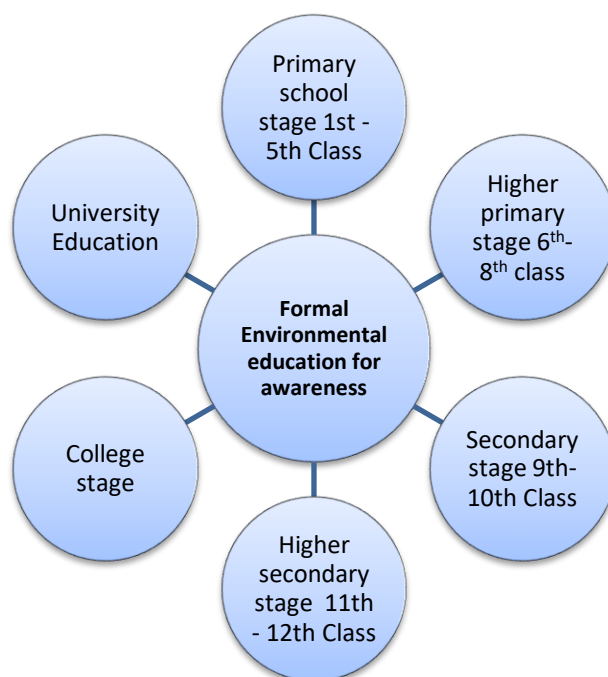 Primary
school
stage 1st -
5th Class
Higher
primary
stage 6th-
8th class
Secondary
stage 9th-
10th Class
Higher
secondary
stage 11th
- 12th Class
College
stage
University
Education
Formal
Environmental
education for
awareness